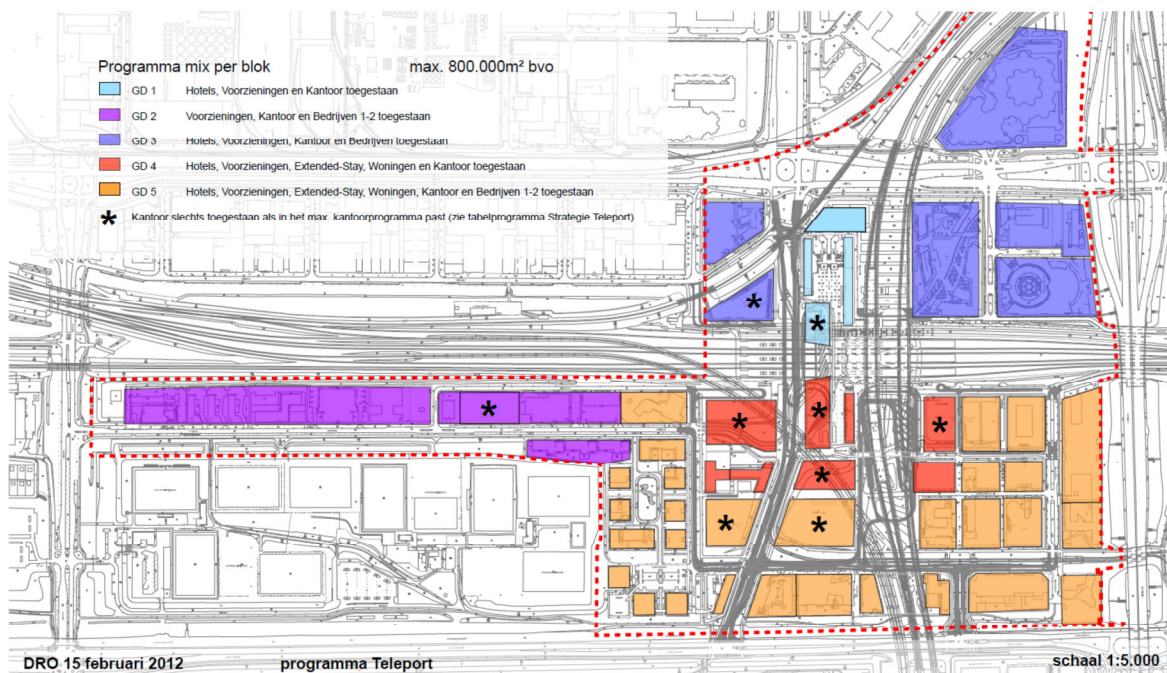 Programma mix per blok max. 800.000m² bvo
GD 1 Hotels, Voorzieningen en Kantoor toegestaan
GD 2 Voorzieningen, Kantoor en Bedrijven 1-2 toegestaan
GD 3 Hotels, Voorzieningen, Kantoor en Bedrijven toegestaan
GD 4 Hotels, Voorzieningen, Extended-Stay, Woningen en Kantoor toegestaan
GD 5 Hotels, Voorzieningen, Extended-Stay, Woningen, Kantoor en Bedrijven 1-2 toegestaan
* Kantoor slechts toegestaan als in het max. kantoorprogramma past (zie tabelprogramma Strategie Teleport)
DRO 15 februari 2012 programma Teleport schaal 1:5.000